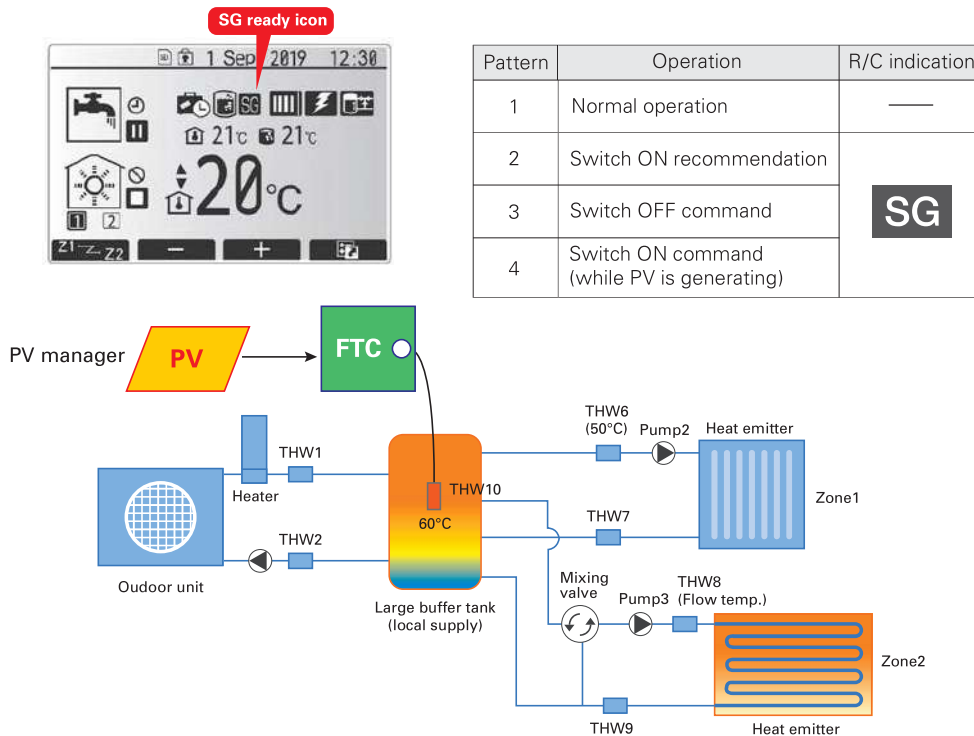 SG ready icon
1 Sep 2019 12:30
SG
21℃ 21℃
20°C
1 2
Z1 Z2 − +
Pattern Operation R/C indication
1 Normal operation ——
2 Switch ON recommendation
3 Switch OFF command
SG
4 Switch ON command
(while PV is generating)
PV manager
PV
FTC
THW1
Heater
THW2
Oudoor unit
THW10
60°C
Large buffer tank
(local supply)
THW6
(50°C)
Pump2
Heat emitter
Zone1
THW7
Mixing
valve
Pump3
THW8
(Flow temp.)
Zone2
THW9
Heat emitter